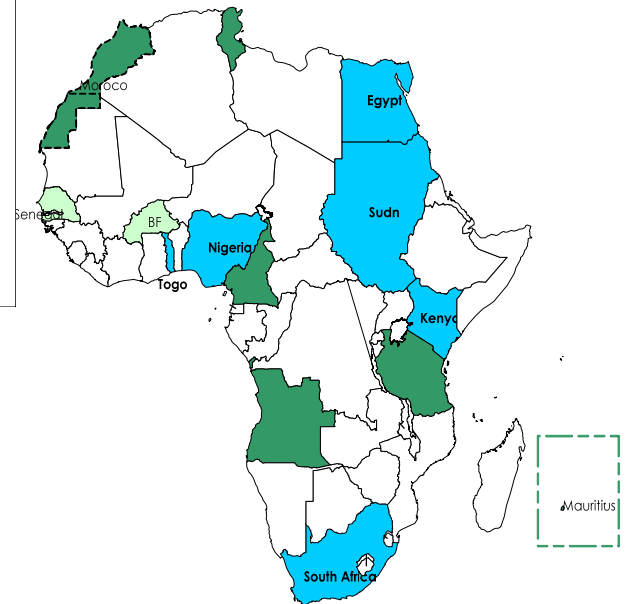 Moroco
Egypt
Senegal
BF
Sudn
Nigeria
Togo
Kenya
Mauritius
South Africa